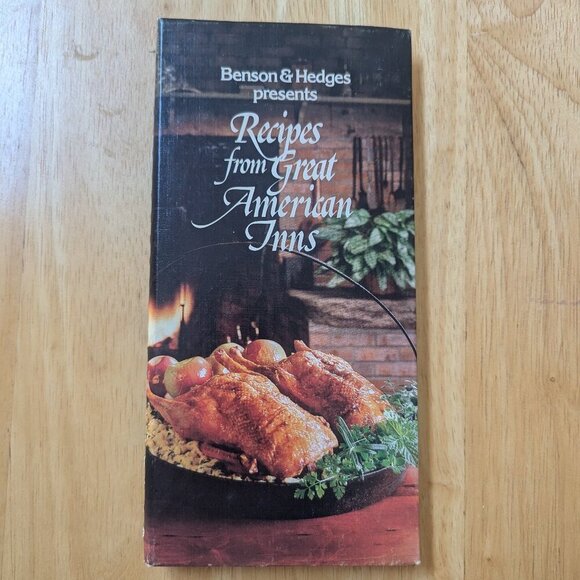 Benson & Hedges
presents
Recipes
from Great
American
Inns